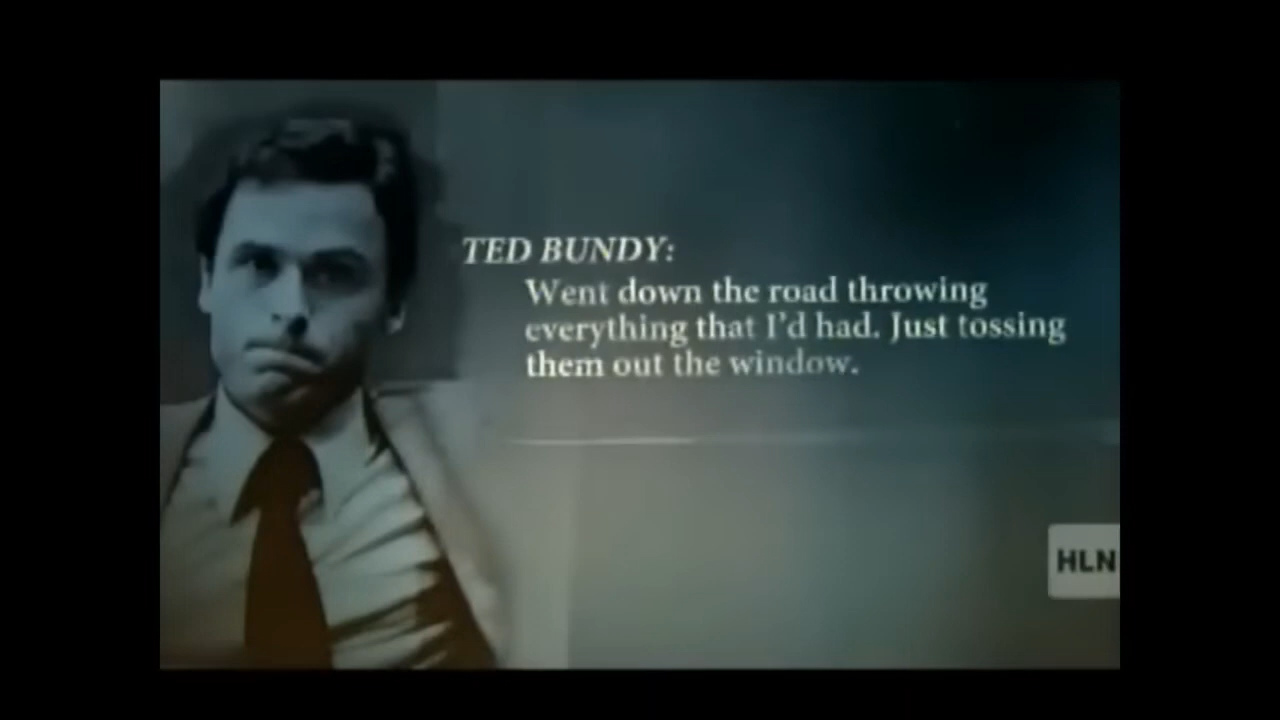 TED BUNDY:
Went down the road throwing
everything that I'd had. Just tossing
them out the window.
HLN